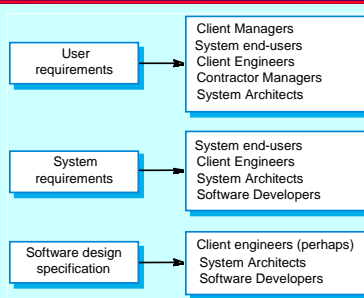 User
requirements
Client Managers
System end-users
Client Engineers
Contractor Managers
System Architects
System
requirements
System end-users
Client Engineers
System Architects
Software Developers
Software design
specification
Client engineers (perhaps)
System Architects
Software Developers